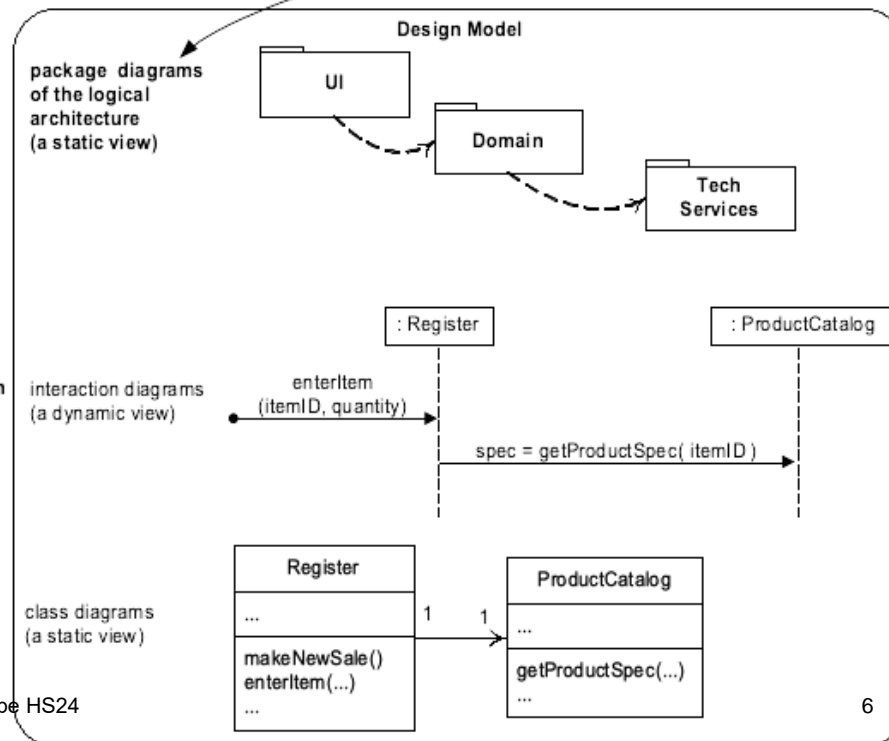 Design Model
package diagrams
of the logical
architecture
(a static view)
UI
Domain
Tech
Services
: Register
: ProductCatalog
interaction diagrams
(a dynamic view)
enterItem
(itemID, quantity)
spec = getProductSpec( itemID )
class diagrams
(a static view)
Register
...
makeNewSale()
enterItem(...)
...
1
1
ProductCatalog
...
getProductSpec(...)
...
HS24
6